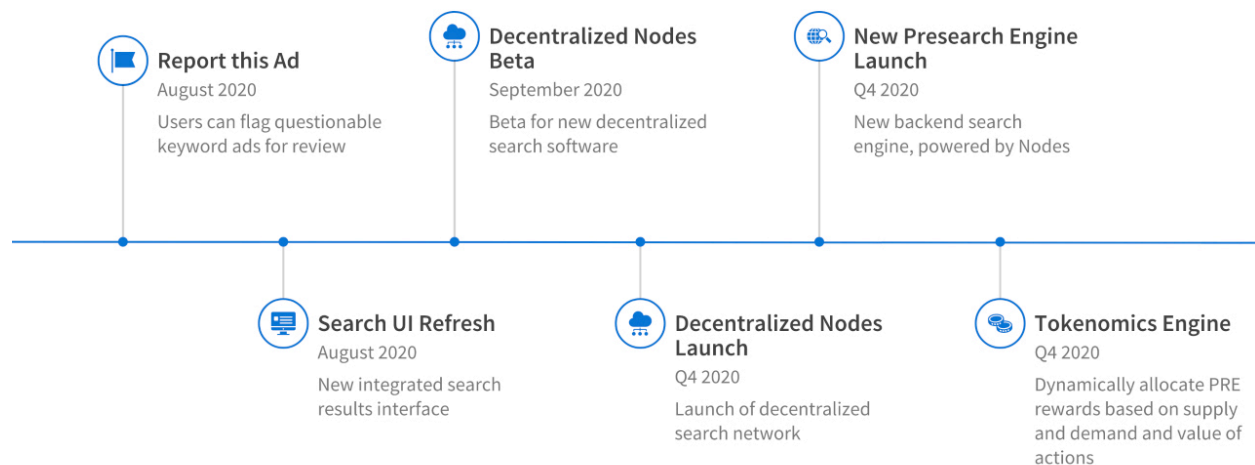 Report this Ad
August 2020
Users can flag questionable
keyword ads for review
Search UI Refresh
August 2020
New integrated search
results interface
Decentralized Nodes
Beta
September 2020
Beta for new decentralized
search software
Decentralized Nodes
Launch
Q4 2020
Launch of decentralized
search network
New Presearch Engine
Launch
Q4 2020
New backend search
engine, powered by Nodes
Tokenomics Engine
Q4 2020
Dynamically allocate PRE
rewards based on supply
and demand and value of
actions